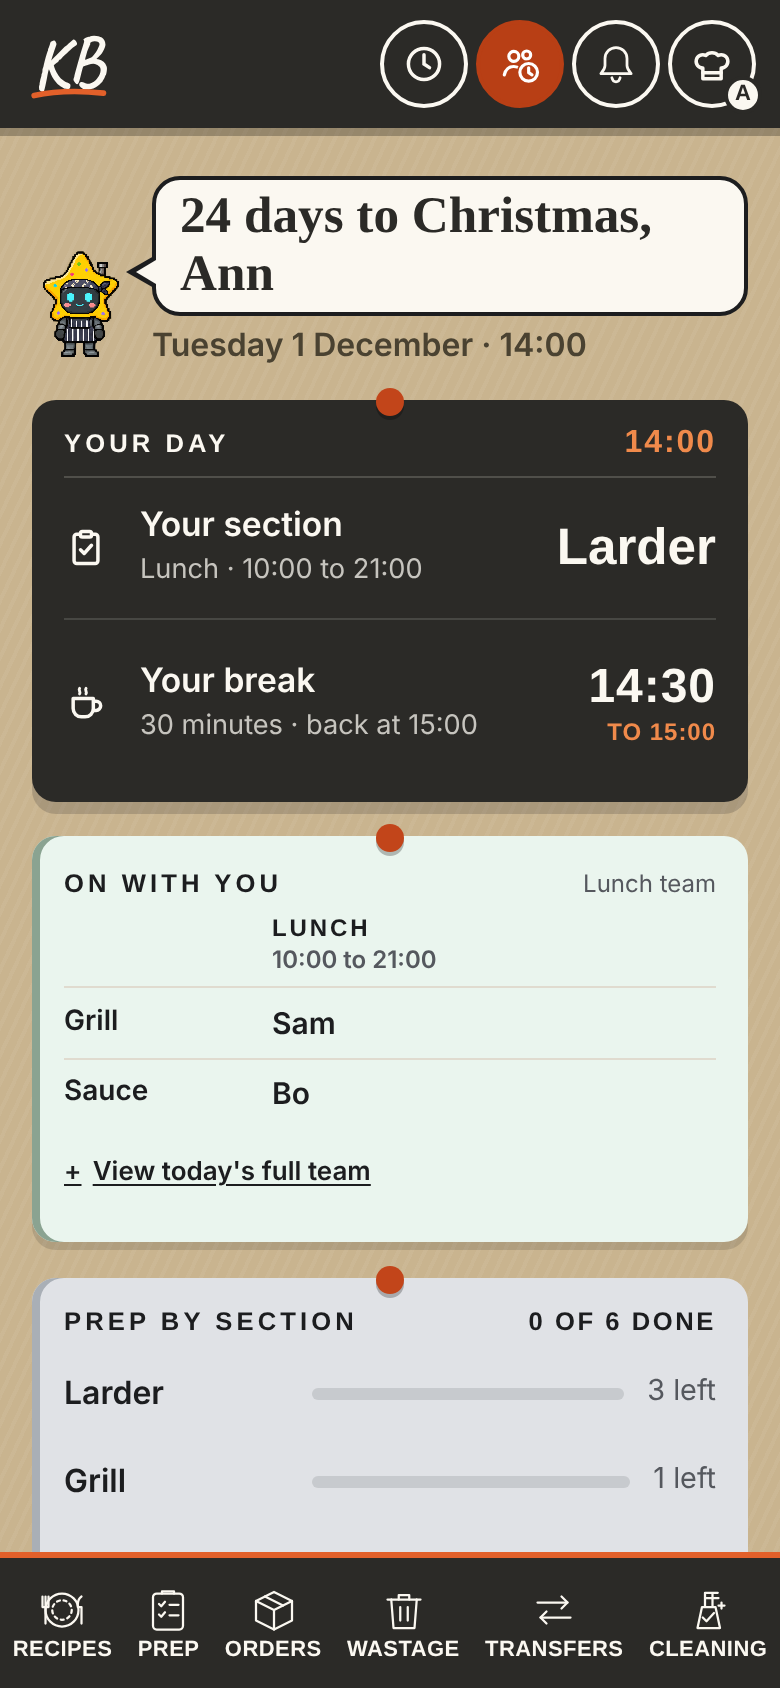 KB
A
24 days to Christmas,
Ann
Tuesday 1 December · 14:00
YOUR DAY 14:00
Your section
Lunch · 10:00 to 21:00
Larder
Your break
30 minutes · back at 15:00
14:30
TO 15:00
ON WITH YOU Lunch team
LUNCH
10:00 to 21:00
Grill Sam
Sauce Bo
+ View today's full team
PREP BY SECTION 0 OF 6 DONE
Larder 3 left
Grill 1 left
RECIPES PREP ORDERS WASTAGE TRANSFERS CLEANING